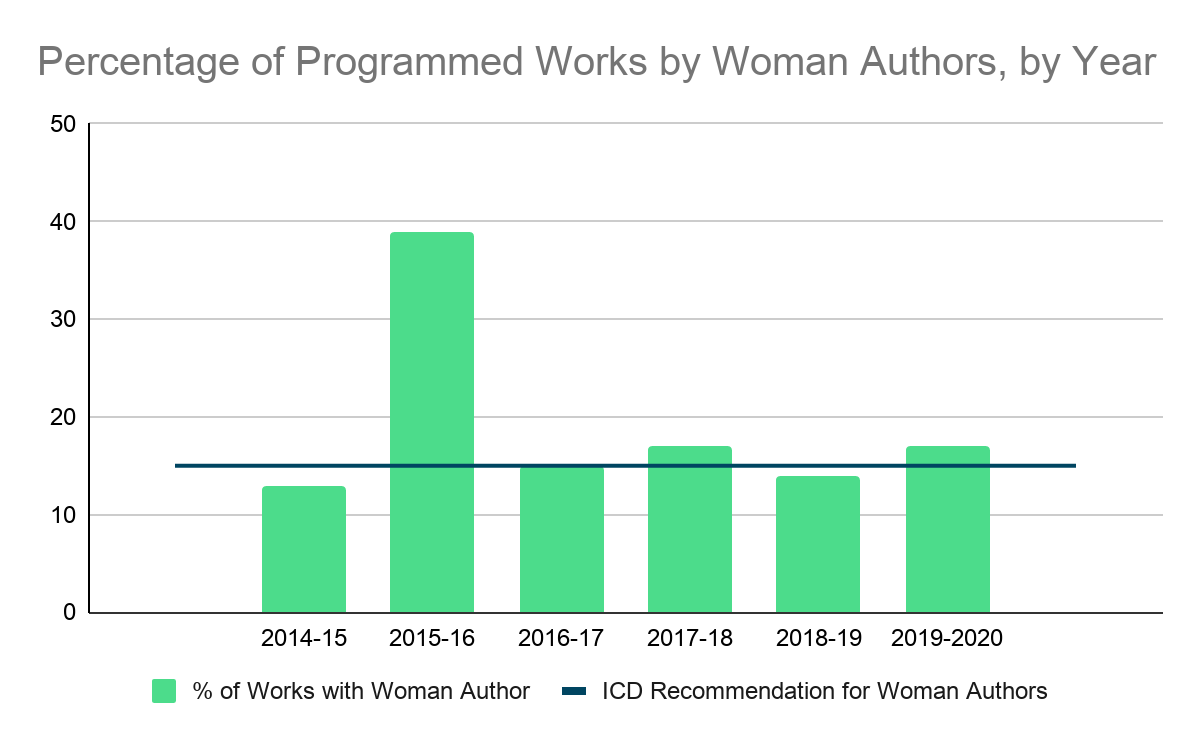 Percentage of Programmed Works by Woman Authors, by Year
50
40
30
20
10
0
2014-15 2015-16 2016-17 2017-18 2018-19 2019-2020
% of Works with Woman Author ICD Recommendation for Woman Authors